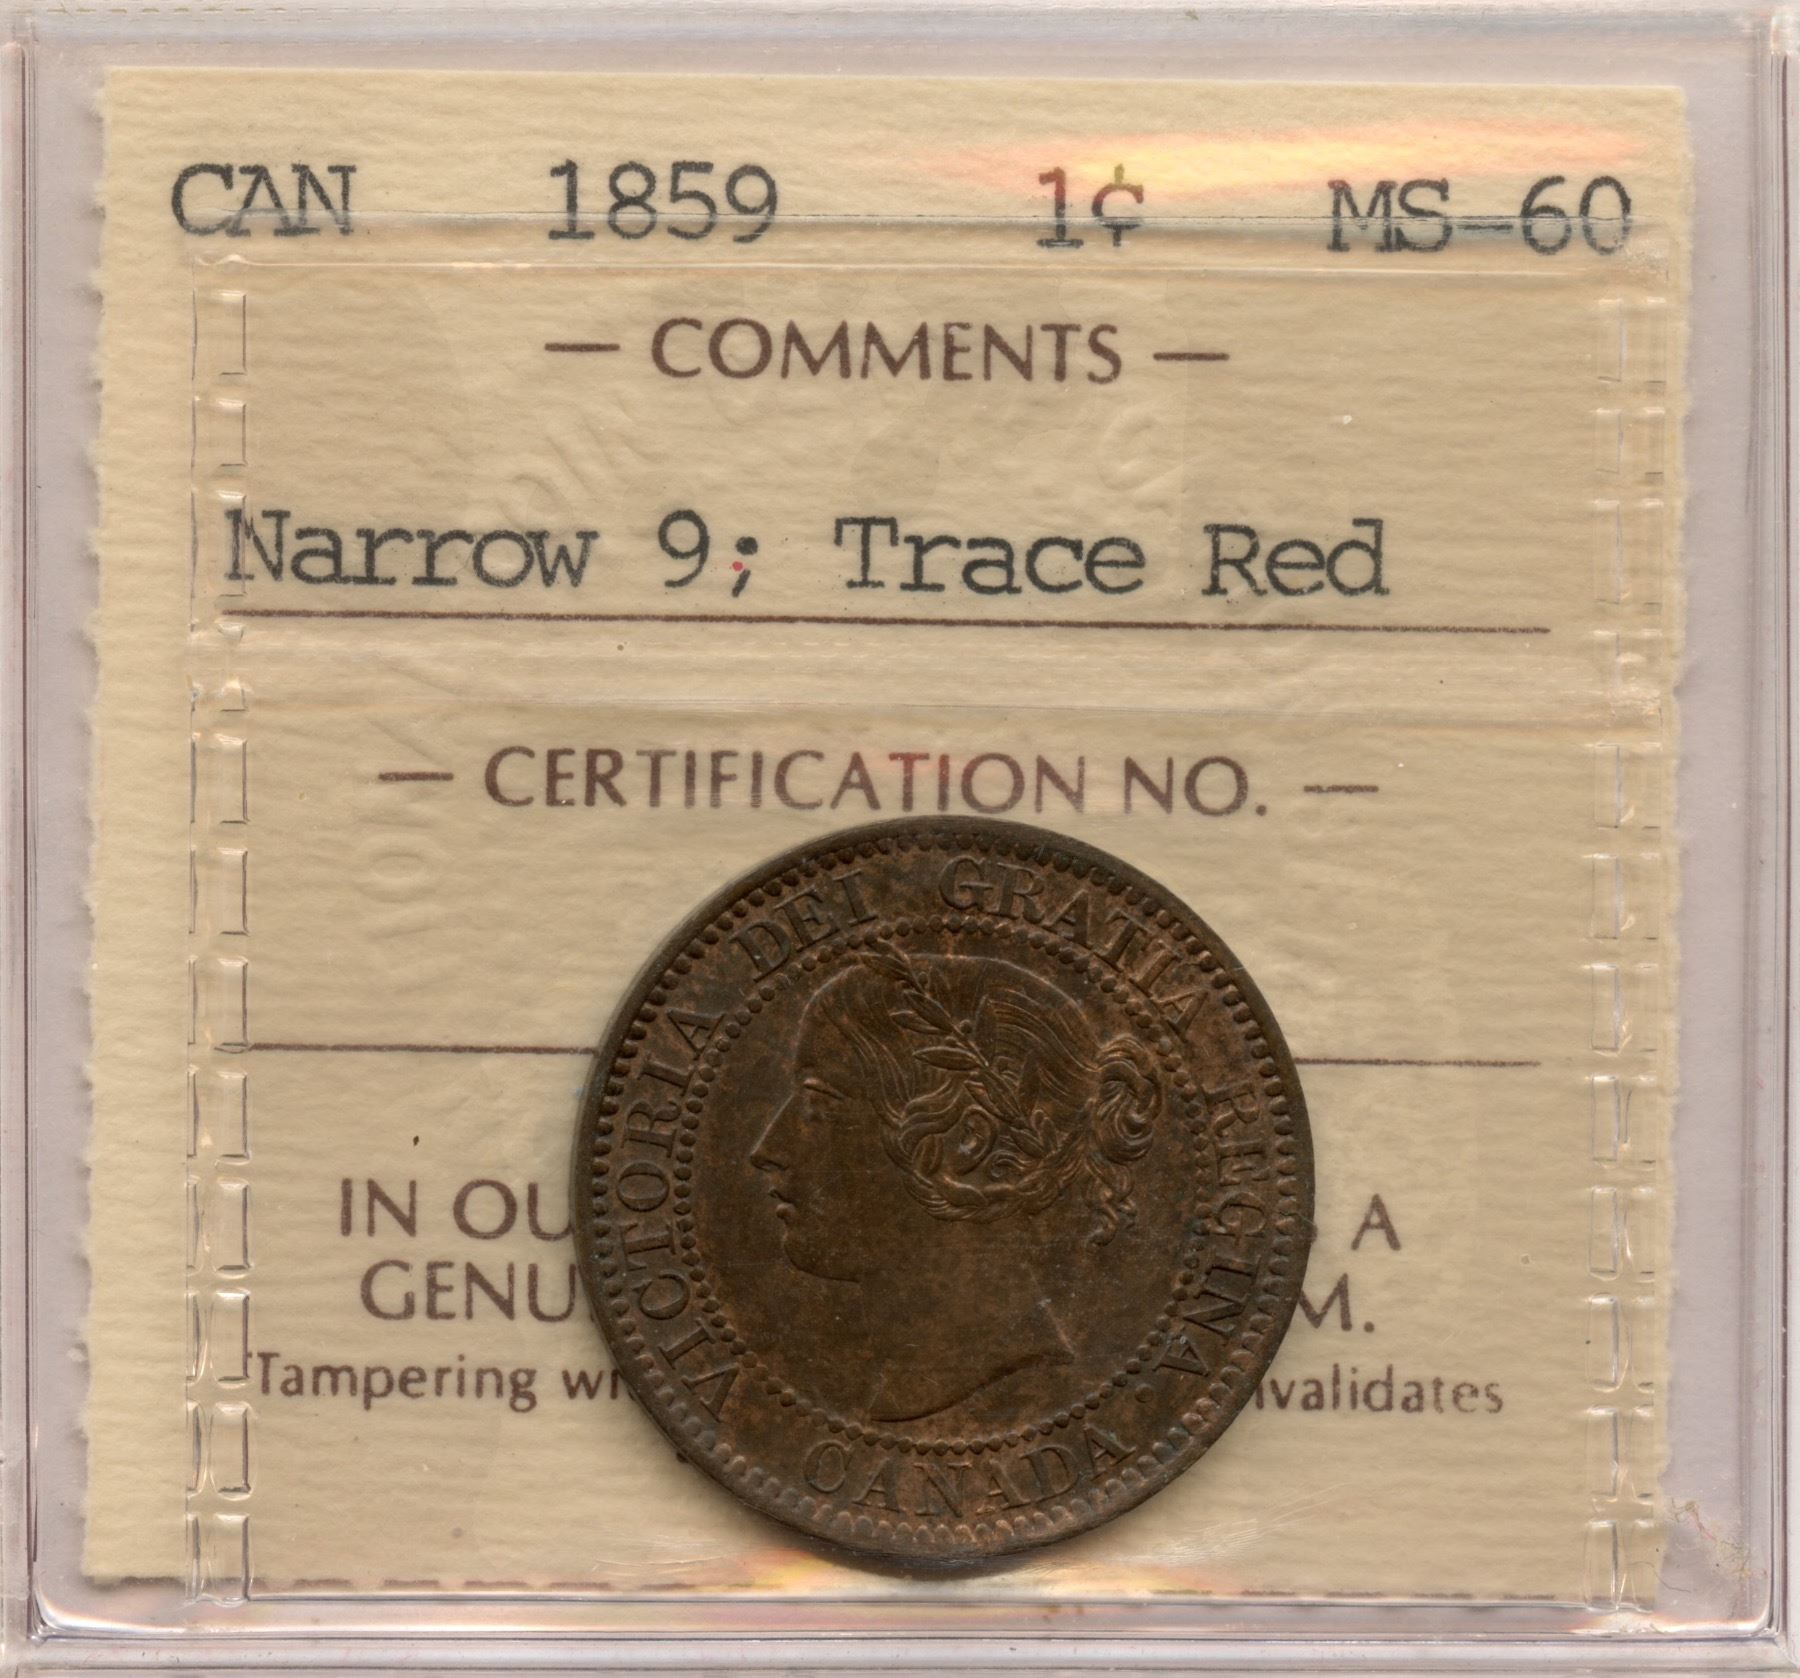 CAN 1859 1¢ MS-60
— COMMENTS —
Narrow 9; Trace Red
— CERTIFICATION NO. —
VICTORIA DEI GRATIA REGINA.
CANADA
IN OU A
GENU M.
Tampering wi nvalidates